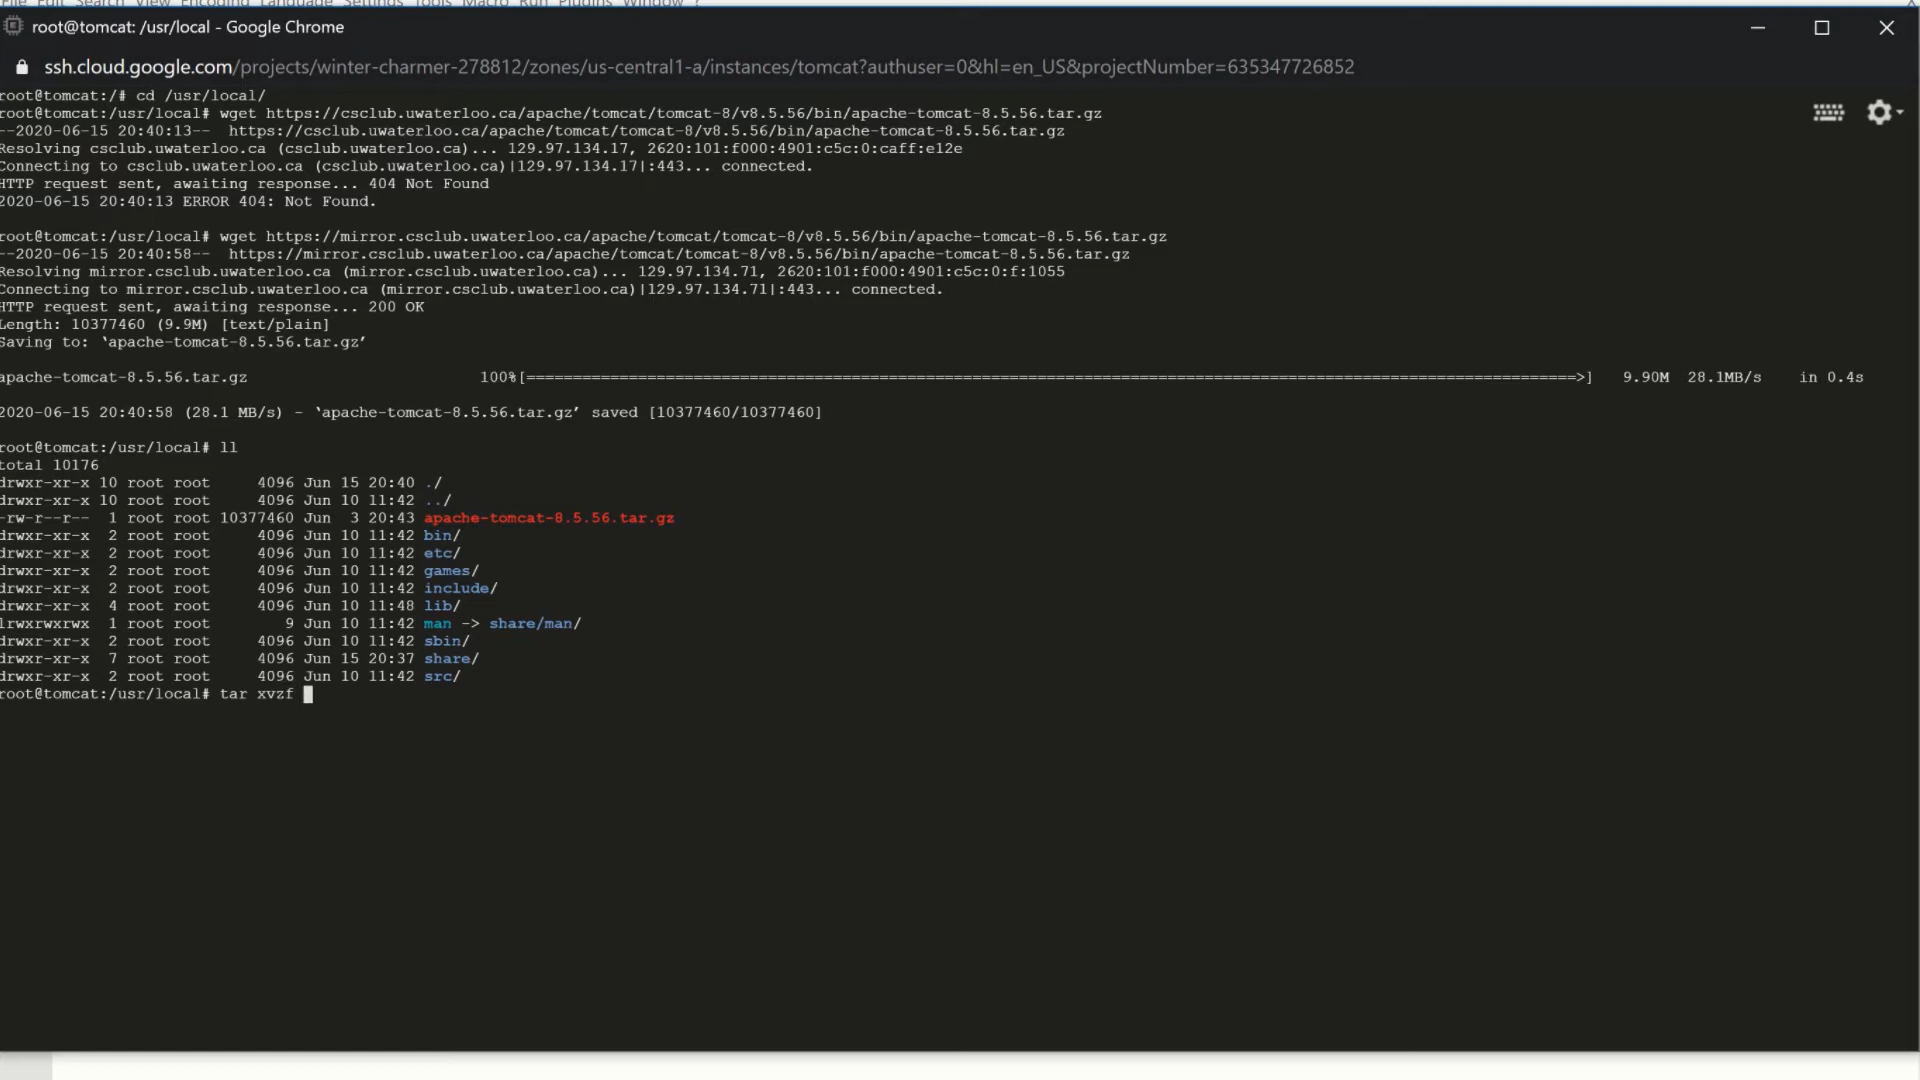 File Edit Search View Encoding Language Settings Tools Macro Run Plugins Window ?
root@tomcat: /usr/local - Google Chrome
ssh.cloud.google.com/projects/winter-charmer-278812/zones/us-central1-a/instances/tomcat?authuser=0&hl=en_US&projectNumber=635347726852
root@tomcat:/# cd /usr/local/
root@tomcat:/usr/local# wget https://csclub.uwaterloo.ca/apache/tomcat/tomcat-8/v8.5.56/bin/apache-tomcat-8.5.56.tar.gz
--2020-06-15 20:40:13--  https://csclub.uwaterloo.ca/apache/tomcat/tomcat-8/v8.5.56/bin/apache-tomcat-8.5.56.tar.gz
Resolving csclub.uwaterloo.ca (csclub.uwaterloo.ca)... 129.97.134.17, 2620:101:f000:4901:c5c:0:caff:e12e
Connecting to csclub.uwaterloo.ca (csclub.uwaterloo.ca)|129.97.134.17|:443... connected.
HTTP request sent, awaiting response... 404 Not Found
2020-06-15 20:40:13 ERROR 404: Not Found.
root@tomcat:/usr/local# wget https://mirror.csclub.uwaterloo.ca/apache/tomcat/tomcat-8/v8.5.56/bin/apache-tomcat-8.5.56.tar.gz
--2020-06-15 20:40:58--  https://mirror.csclub.uwaterloo.ca/apache/tomcat/tomcat-8/v8.5.56/bin/apache-tomcat-8.5.56.tar.gz
Resolving mirror.csclub.uwaterloo.ca (mirror.csclub.uwaterloo.ca)... 129.97.134.71, 2620:101:f000:4901:c5c:0:f:1055
Connecting to mirror.csclub.uwaterloo.ca (mirror.csclub.uwaterloo.ca)|129.97.134.71|:443... connected.
HTTP request sent, awaiting response... 200 OK
Length: 10377460 (9.9M) [text/plain]
Saving to: ‘apache-tomcat-8.5.56.tar.gz’
apache-tomcat-8.5.56.tar.gz 100%[=================================================================================================================>] 9.90M 28.1MB/s in 0.4s
2020-06-15 20:40:58 (28.1 MB/s) - ‘apache-tomcat-8.5.56.tar.gz’ saved [10377460/10377460]
root@tomcat:/usr/local# ll
total 10176
drwxr-xr-x 10 root root     4096 Jun 15 20:40 ./
drwxr-xr-x 10 root root     4096 Jun 10 11:42 ../
-rw-r--r--  1 root root 10377460 Jun  3 20:43 apache-tomcat-8.5.56.tar.gz
drwxr-xr-x  2 root root     4096 Jun 10 11:42 bin/
drwxr-xr-x  2 root root     4096 Jun 10 11:42 etc/
drwxr-xr-x  2 root root     4096 Jun 10 11:42 games/
drwxr-xr-x  2 root root     4096 Jun 10 11:42 include/
drwxr-xr-x  4 root root     4096 Jun 10 11:48 lib/
lrwxrwxrwx  1 root root        9 Jun 10 11:42 man -> share/man/
drwxr-xr-x  2 root root     4096 Jun 10 11:42 sbin/
drwxr-xr-x  7 root root     4096 Jun 15 20:37 share/
drwxr-xr-x  2 root root     4096 Jun 10 11:42 src/
root@tomcat:/usr/local# tar xvzf